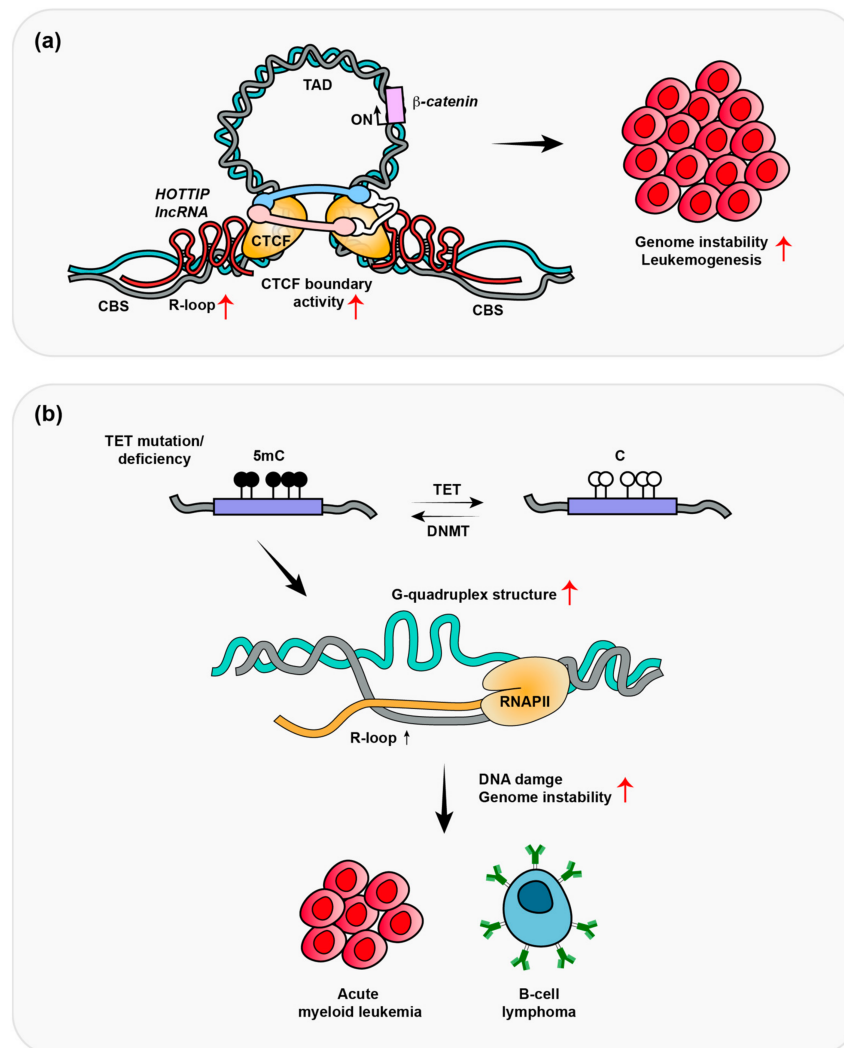 (a)
TAD
β-catenin
ON
HOTTIP
lncRNA
CTCF
CBS
R-loop
CTCF boundary
activity
CBS
Genome instability
Leukemogenesis
(b)
TET mutation/
deficiency
5mC
C
TET
DNMT
G-quadruplex structure
RNAPII
R-loop
DNA damge
Genome instability
Acute
myeloid leukemia
B-cell
lymphoma